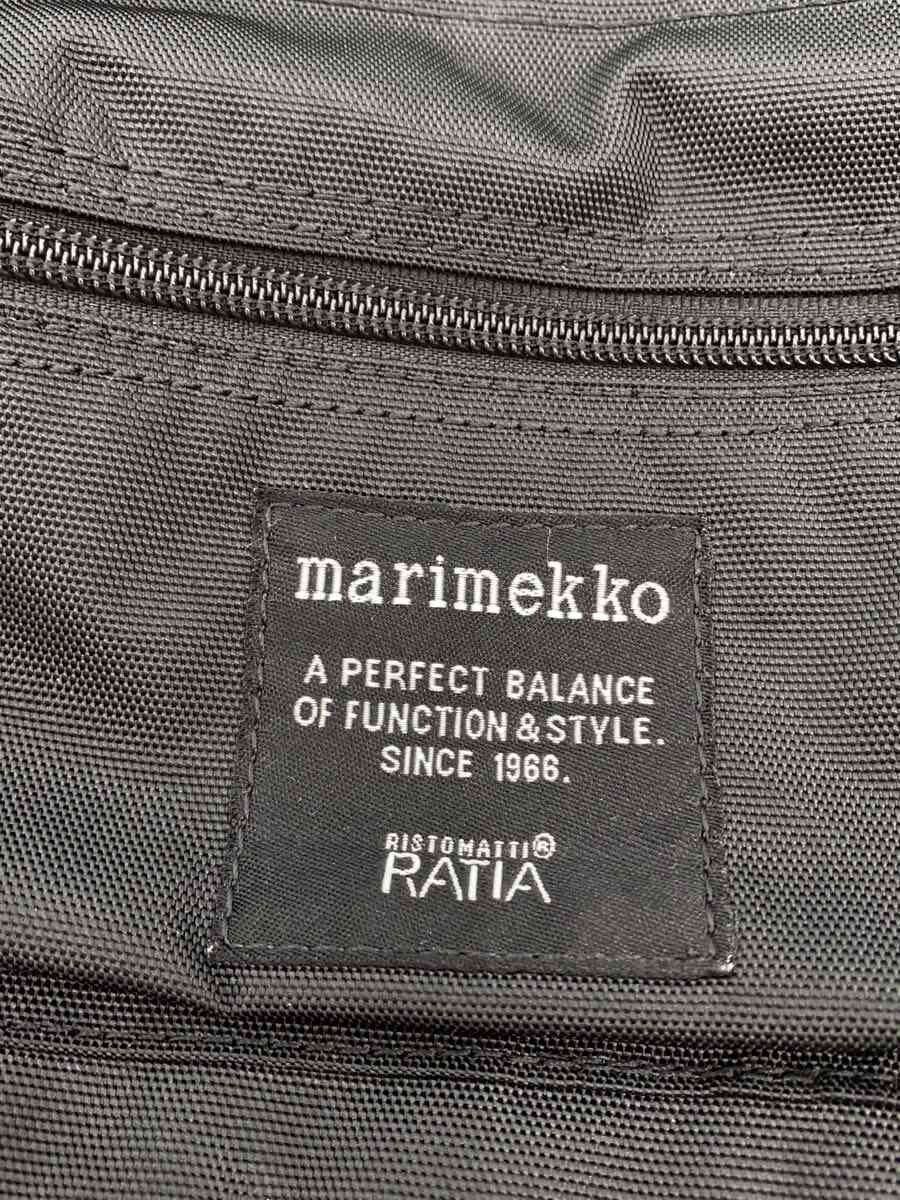 marimekko
A PERFECT BALANCE
OF FUNCTION & STYLE.
SINCE 1966.
RISTOMATTI®
RATIA